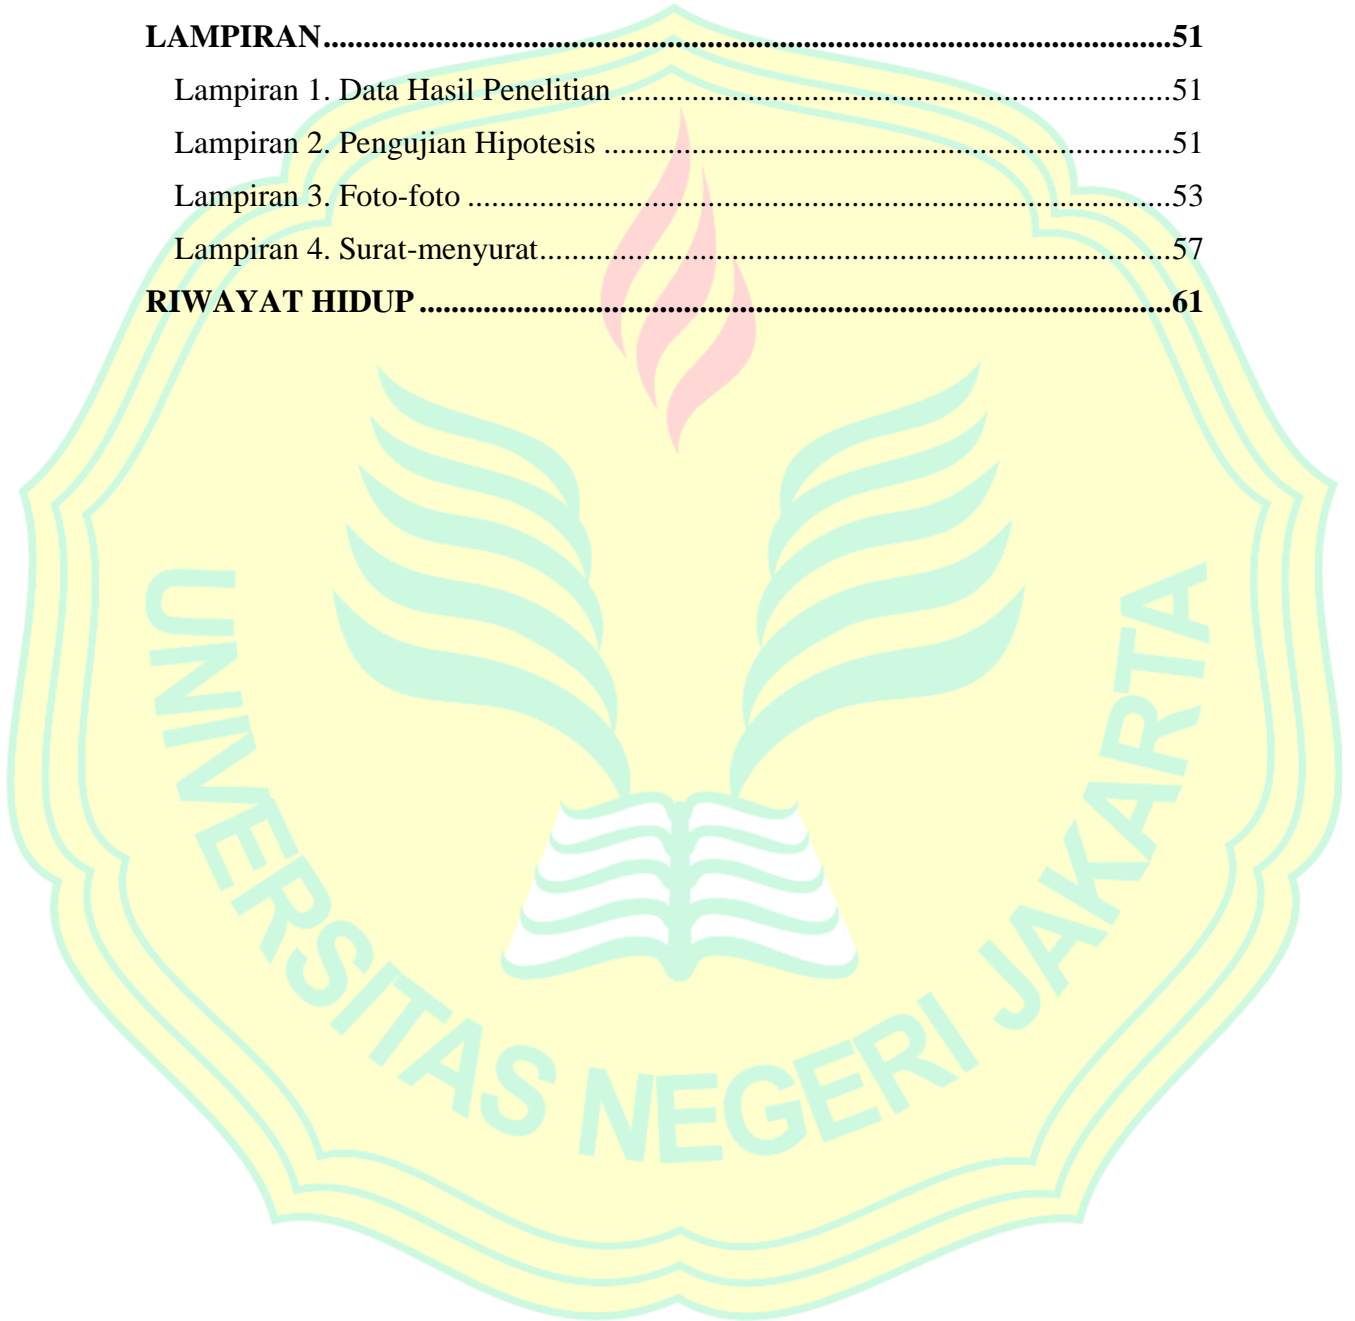 LAMPIRAN....................................................................................................51
Lampiran 1. Data Hasil Penelitian ....................................................................51
Lampiran 2. Pengujian Hipotesis ......................................................................51
Lampiran 3. Foto-foto .......................................................................................53
Lampiran 4. Surat-menyurat..............................................................................57
RIWAYAT HIDUP ..........................................................................................61
UNIVERSITAS NEGERI JAKARTA